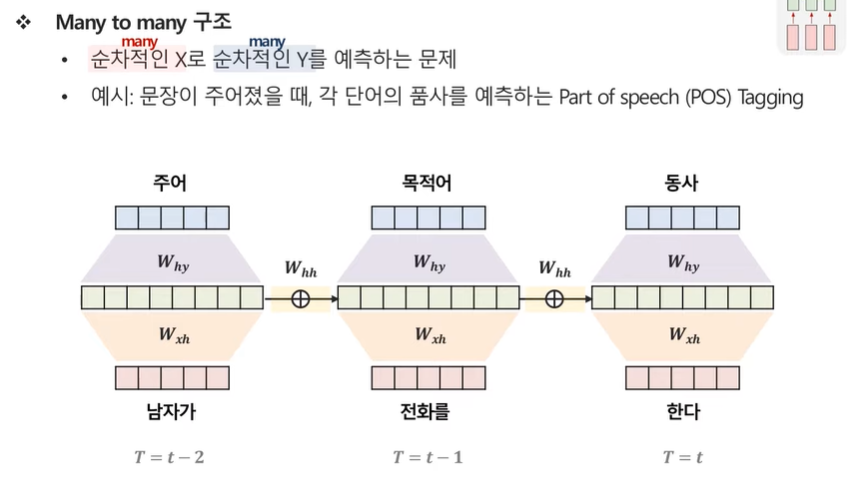 ❖ Many to many 구조
many many
• 순차적인 X로 순차적인 Y를 예측하는 문제
• 예시: 문장이 주어졌을 때, 각 단어의 품사를 예측하는 Part of speech (POS) Tagging
주어 목적어 동사
W_hy W_hh W_hy W_hh W_hy
W_xh W_xh W_xh
남자가 전화를 한다
T = t − 2 T = t − 1 T = t